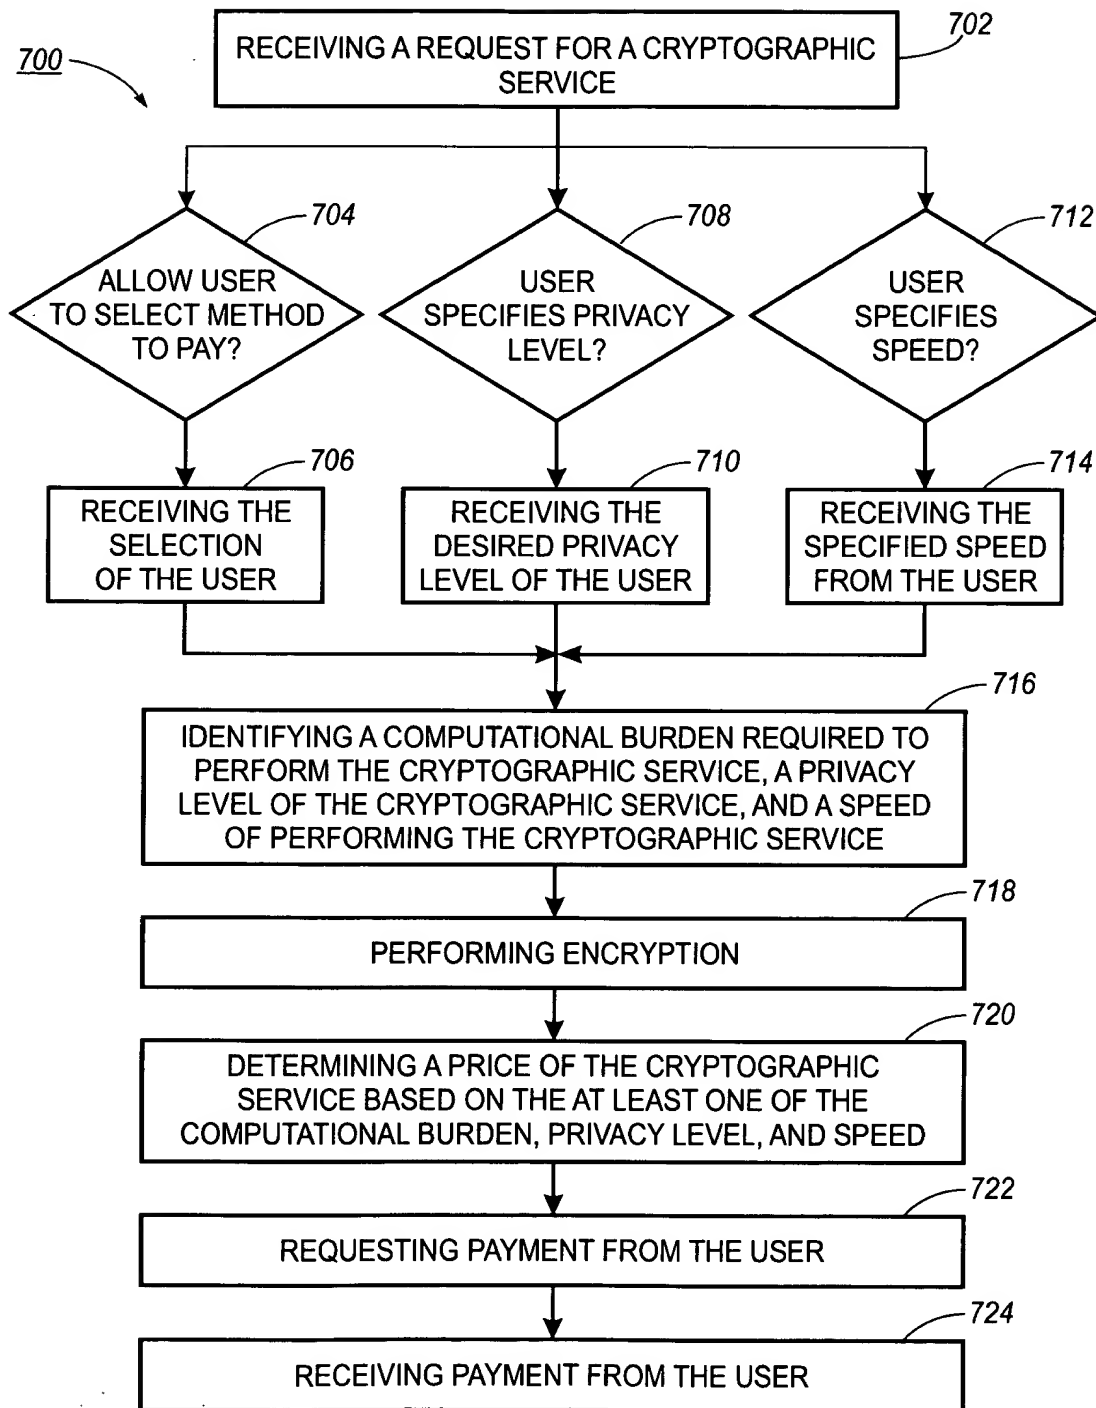 700
RECEIVING A REQUEST FOR A CRYPTOGRAPHIC
SERVICE
702
704
ALLOW USER
TO SELECT METHOD
TO PAY?
708
USER
SPECIFIES PRIVACY
LEVEL?
712
USER
SPECIFIES
SPEED?
706
RECEIVING THE
SELECTION
OF THE USER
710
RECEIVING THE
DESIRED PRIVACY
LEVEL OF THE USER
714
RECEIVING THE
SPECIFIED SPEED
FROM THE USER
716
IDENTIFYING A COMPUTATIONAL BURDEN REQUIRED TO
PERFORM THE CRYPTOGRAPHIC SERVICE, A PRIVACY
LEVEL OF THE CRYPTOGRAPHIC SERVICE, AND A SPEED
OF PERFORMING THE CRYPTOGRAPHIC SERVICE
718
PERFORMING ENCRYPTION
720
DETERMINING A PRICE OF THE CRYPTOGRAPHIC
SERVICE BASED ON THE AT LEAST ONE OF THE
COMPUTATIONAL BURDEN, PRIVACY LEVEL, AND SPEED
722
REQUESTING PAYMENT FROM THE USER
724
RECEIVING PAYMENT FROM THE USER